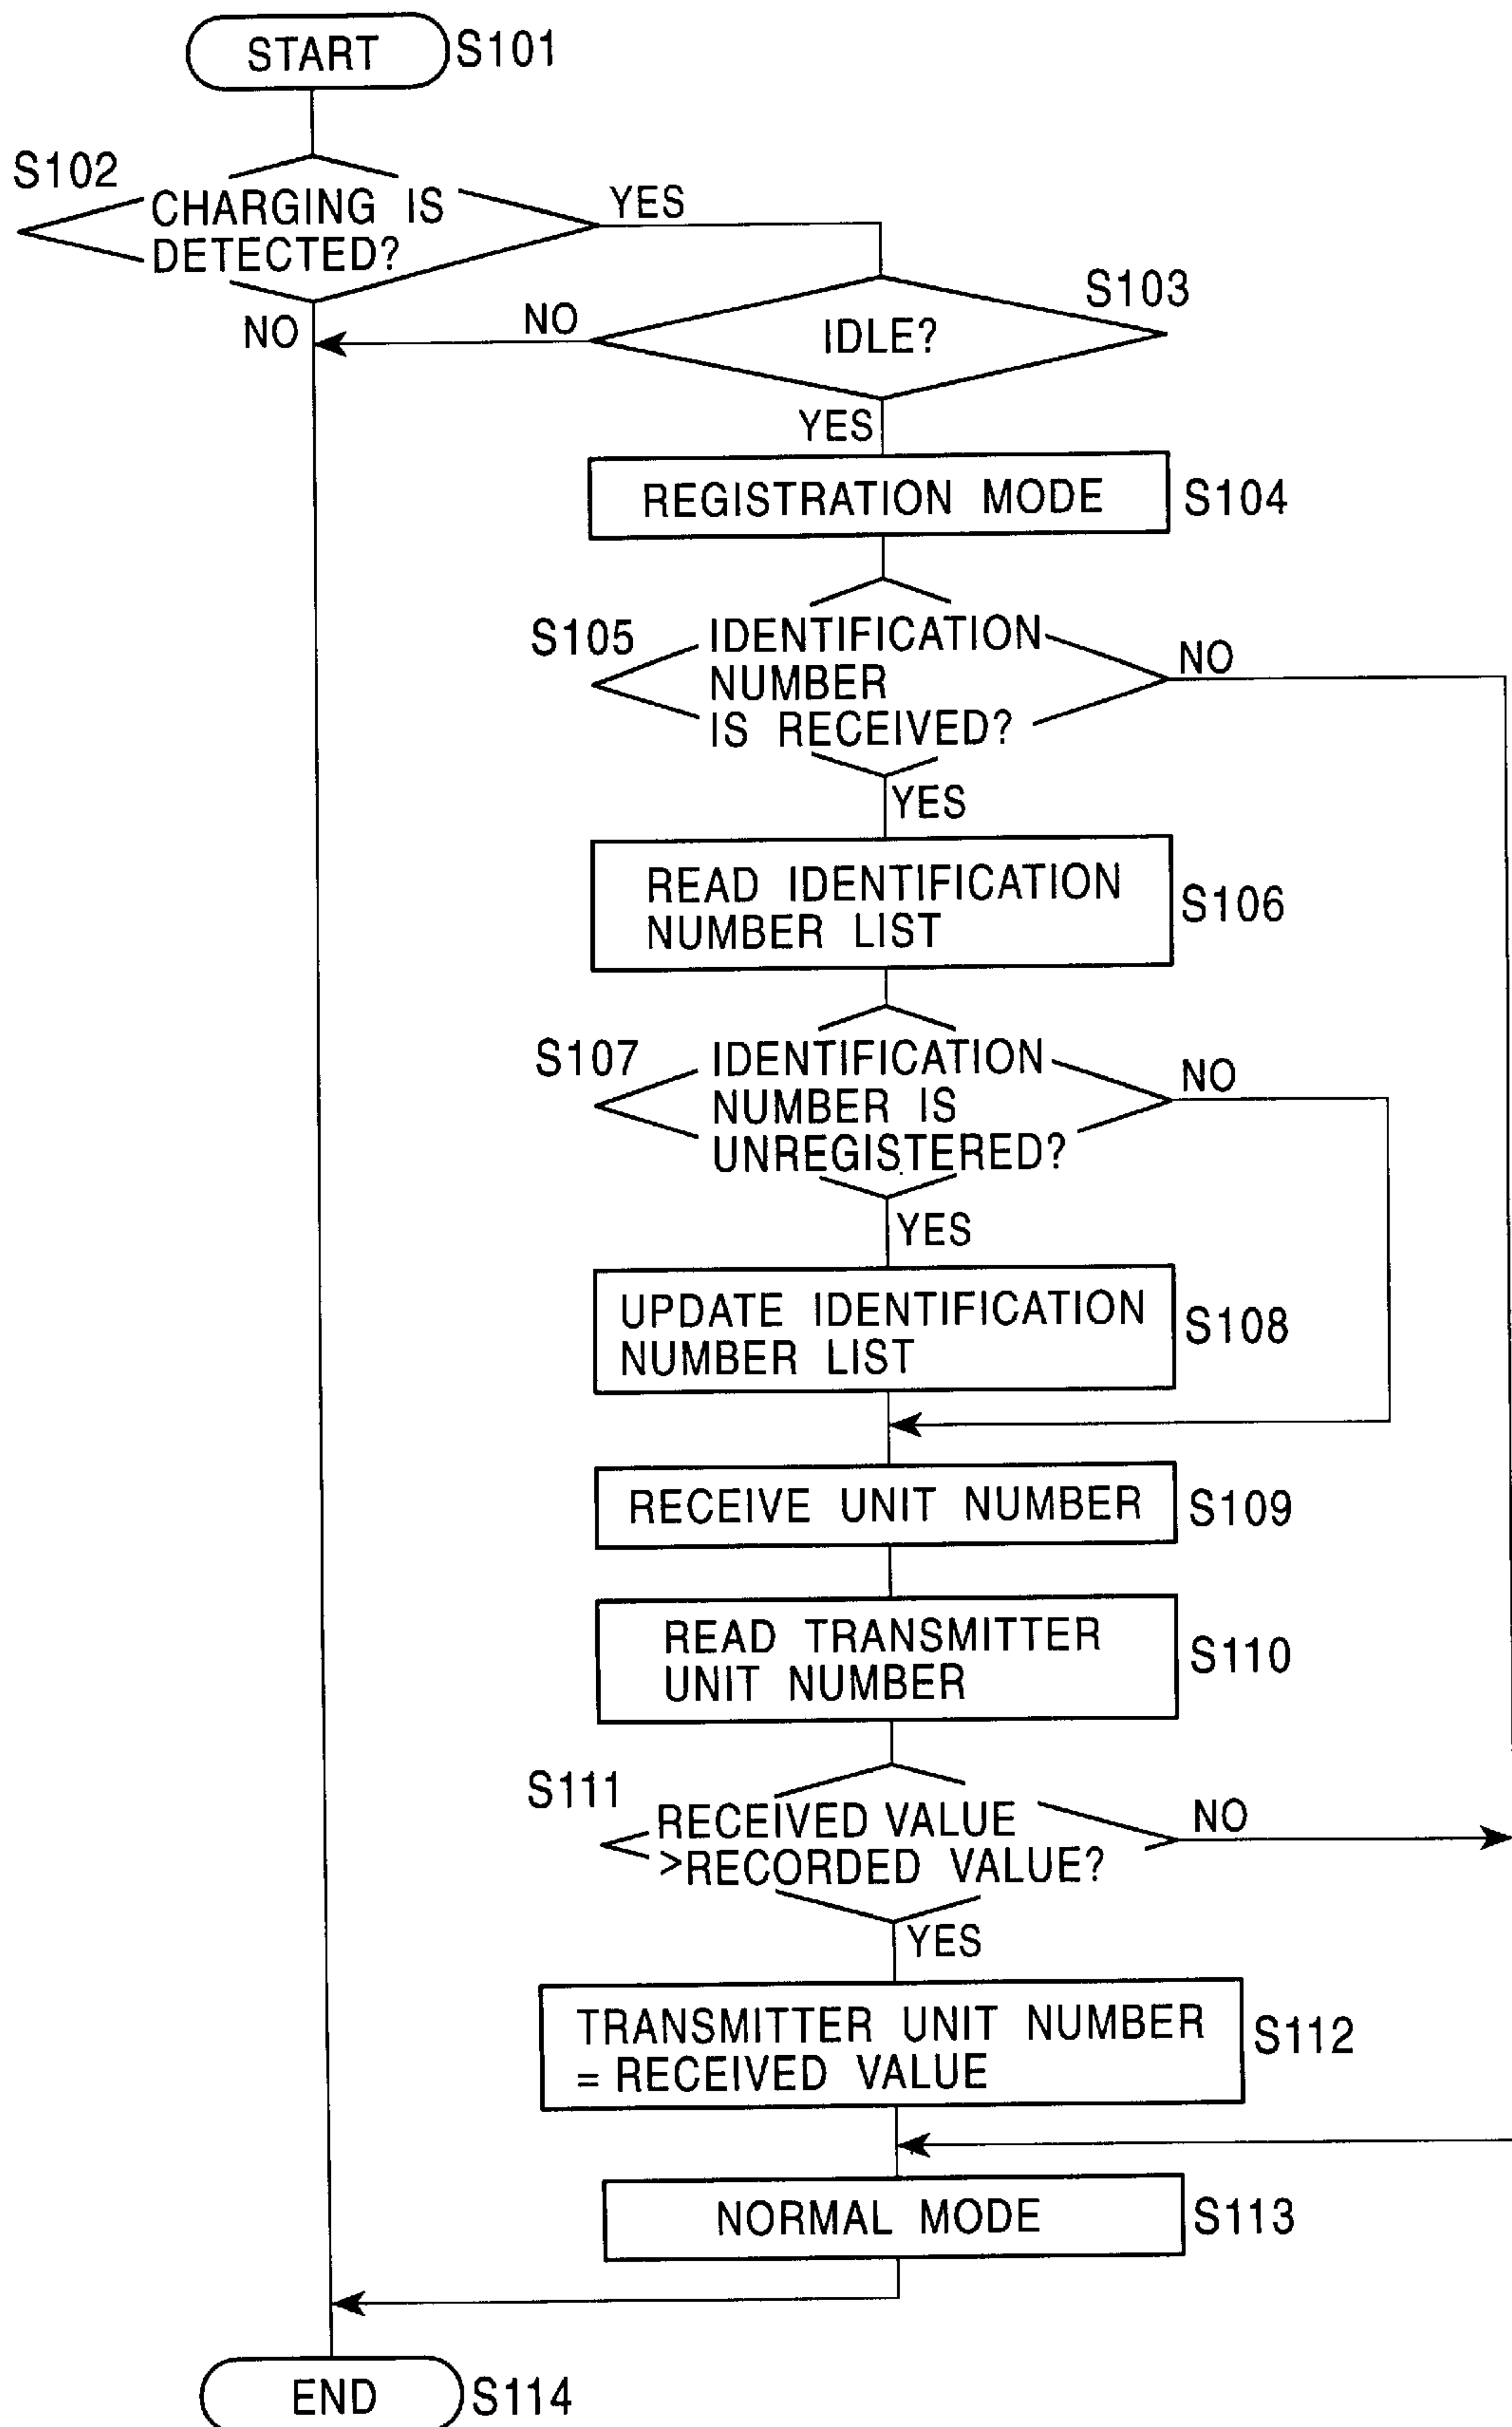 START
S101
S102
CHARGING IS
DETECTED?
YES
NO
S103
IDLE?
NO
YES
REGISTRATION MODE
S104
S105
IDENTIFICATION
NUMBER
IS RECEIVED?
NO
YES
READ IDENTIFICATION
NUMBER LIST
S106
S107
IDENTIFICATION
NUMBER IS
UNREGISTERED?
NO
YES
UPDATE IDENTIFICATION
NUMBER LIST
S108
RECEIVE UNIT NUMBER
S109
READ TRANSMITTER
UNIT NUMBER
S110
S111
RECEIVED VALUE
>RECORDED VALUE?
NO
YES
TRANSMITTER UNIT NUMBER
= RECEIVED VALUE
S112
NORMAL MODE
S113
END
S114